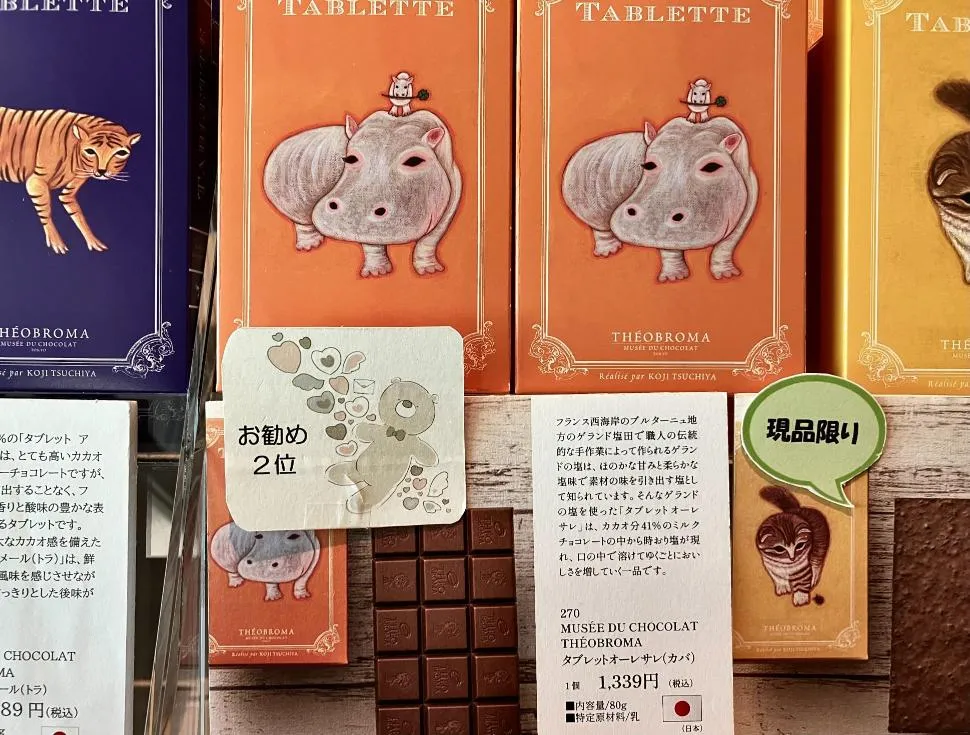 TABLETTE
TABLETTE
THÉOBROMA
MUSÉE DU CHOCOLAT
TOKYO
par KOJI TSUCHIYA
THÉOBROMA
MUSÉE DU CHOCOLAT
TOKYO
Réalisé par KOJI TSUCHIYA
お勧め
2位
現品限り
%の「タブレット ア
は、とても高いカカオ
ーチョコレートですが、
出することなく、フ
香りと酸味の豊かな表
るタブレットです。
大なカカオ感を備えた
メール(トラ)」は、鮮
風味を感じさせなが
っきりとした後味が
CHOCOLAT
MA
ール(トラ)
89円(税込)
THÉOBROMA
MUSÉE DU CHOCOLAT
Réalisé par KOJI TSUCHIYA
フランス西海岸のブルターニュ地
方のゲランド塩田で職人の伝統
的な手作業によって作られるゲラン
ドの塩は、ほのかな甘みと柔らかな
塩味で素材の味を引き出す塩とし
て知られています。そんなゲランド
の塩を使った「タブレットオーレ
サレ」は、カカオ分41%のミルク
チョコレートの中から時おり塩が現
れ、口の中で溶けてゆくごとにおい
しさを増していく一品です。
270
MUSÉE DU CHOCOLAT
THÉOBROMA
タブレットオーレサレ(カバ)
1個 1,339円 (税込)
■内容量/80g
■特定原材料/乳
(日本)
THÉOBROMA
MUSÉE DU CHOCOLAT
Réalisé par KOJI TSUCHIYA